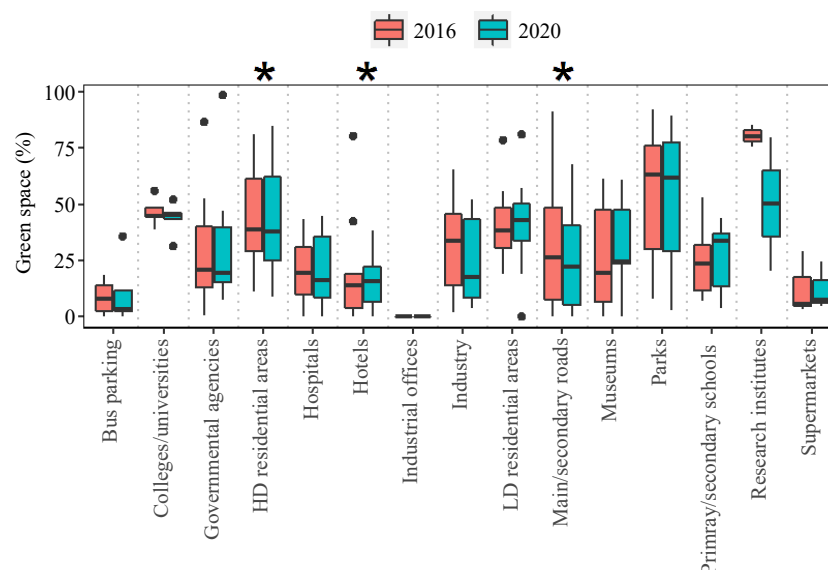 2016 2020
* * *
Green space (%)
100
75
50
25
0
Bus parking
Colleges/universities
Governmental agencies
HD residential areas
Hospitals
Hotels
Industrial offices
Industry
LD residential areas
Main/secondary roads
Museums
Parks
Primray/secondary schools
Research institutes
Supermarkets